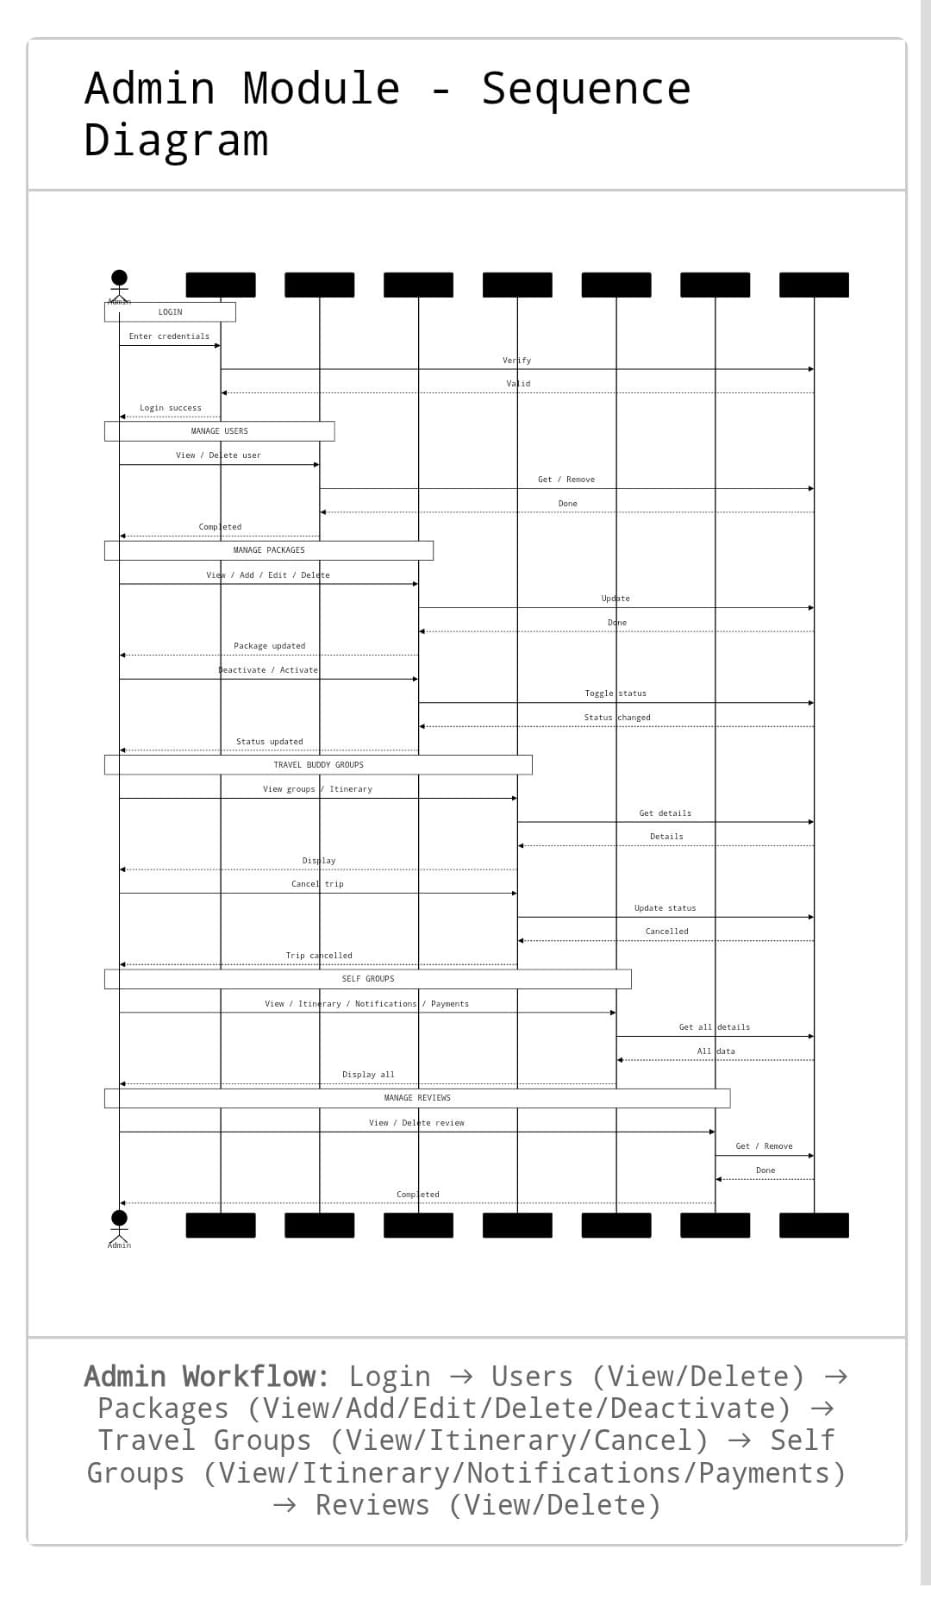 Admin Module - Sequence
Diagram
Admin
LOGIN
Enter credentials
Verify
Valid
Login success
MANAGE USERS
View / Delete user
Get / Remove
Done
Completed
MANAGE PACKAGES
View / Add / Edit / Delete
Update
Done
Package updated
Deactivate / Activate
Toggle status
Status changed
Status updated
TRAVEL BUDDY GROUPS
View groups / Itinerary
Get details
Details
Display
Cancel trip
Update status
Cancelled
Trip cancelled
SELF GROUPS
View / Itinerary / Notifications / Payments
Get all details
All data
Display all
MANAGE REVIEWS
View / Delete review
Get / Remove
Done
Completed
Admin
Admin Workflow: Login → Users (View/Delete) →
Packages (View/Add/Edit/Delete/Deactivate) →
Travel Groups (View/Itinerary/Cancel) → Self
Groups (View/Itinerary/Notifications/Payments)
→ Reviews (View/Delete)